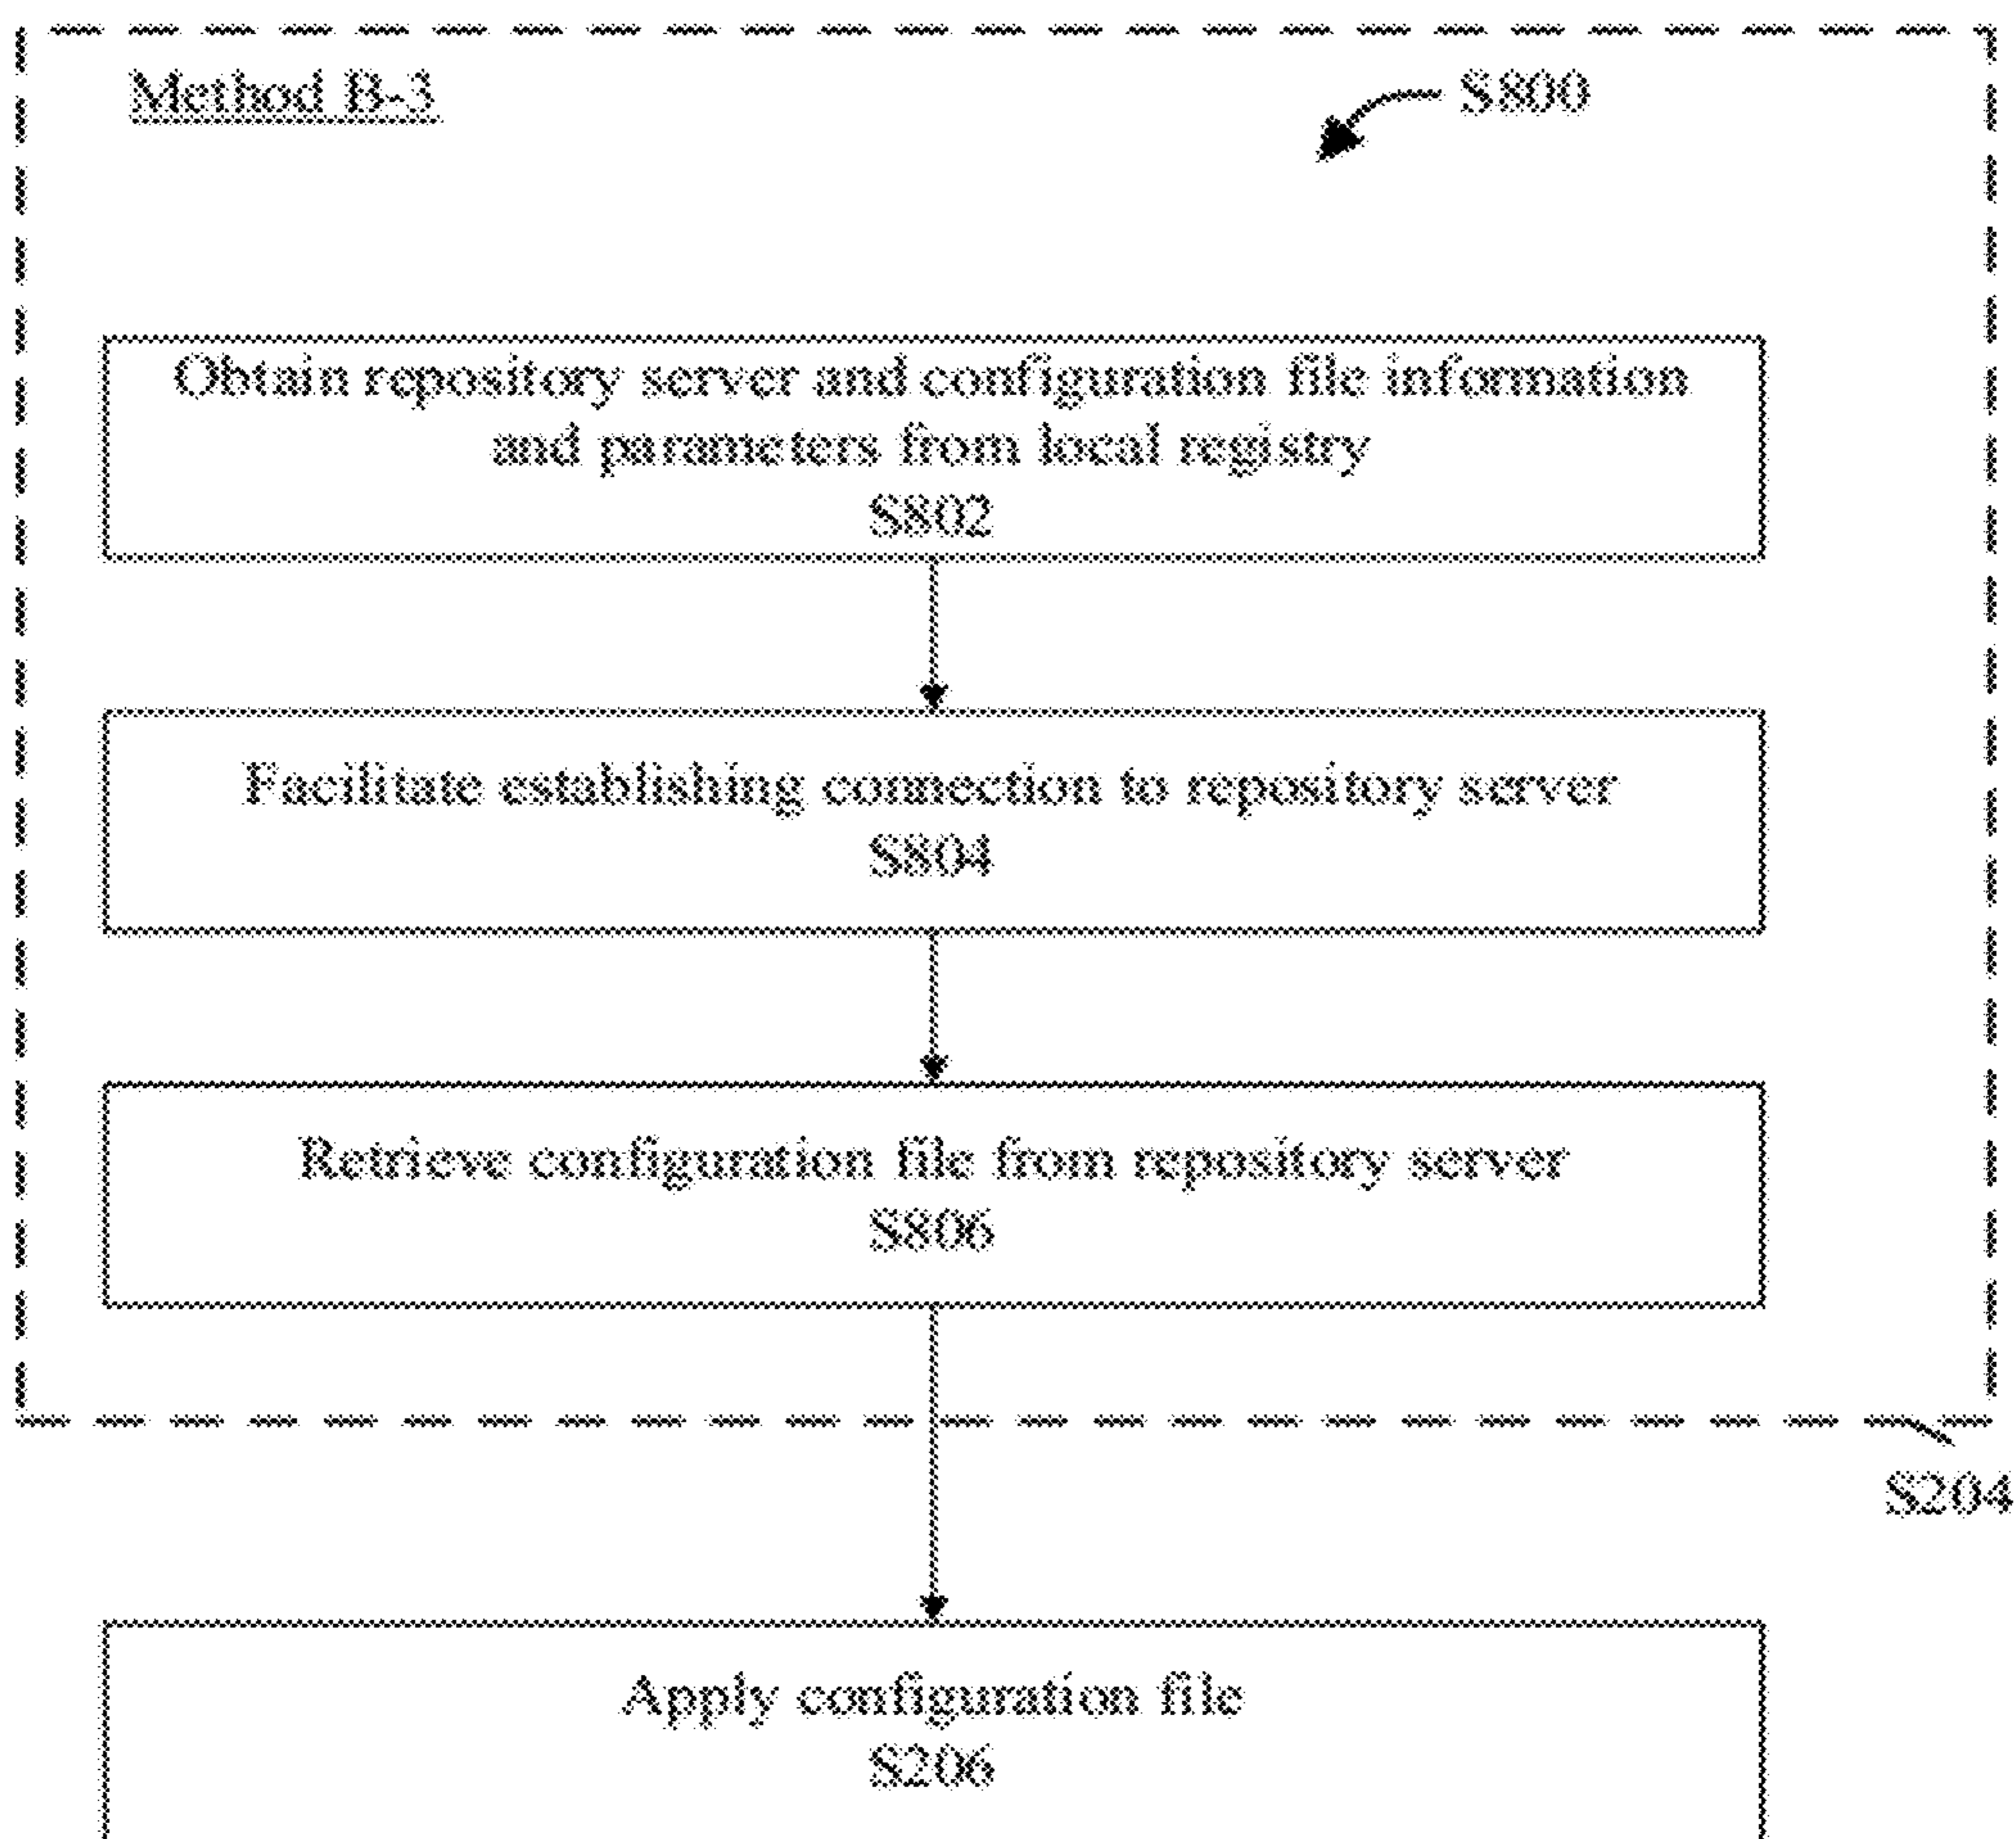 Method B-3
S800
Obtain repository server and configuration file information
and parameters from local registry
S802
Facilitate establishing connection to repository server
S804
Retrieve configuration file from repository server
S806
S204
Apply configuration file
S206